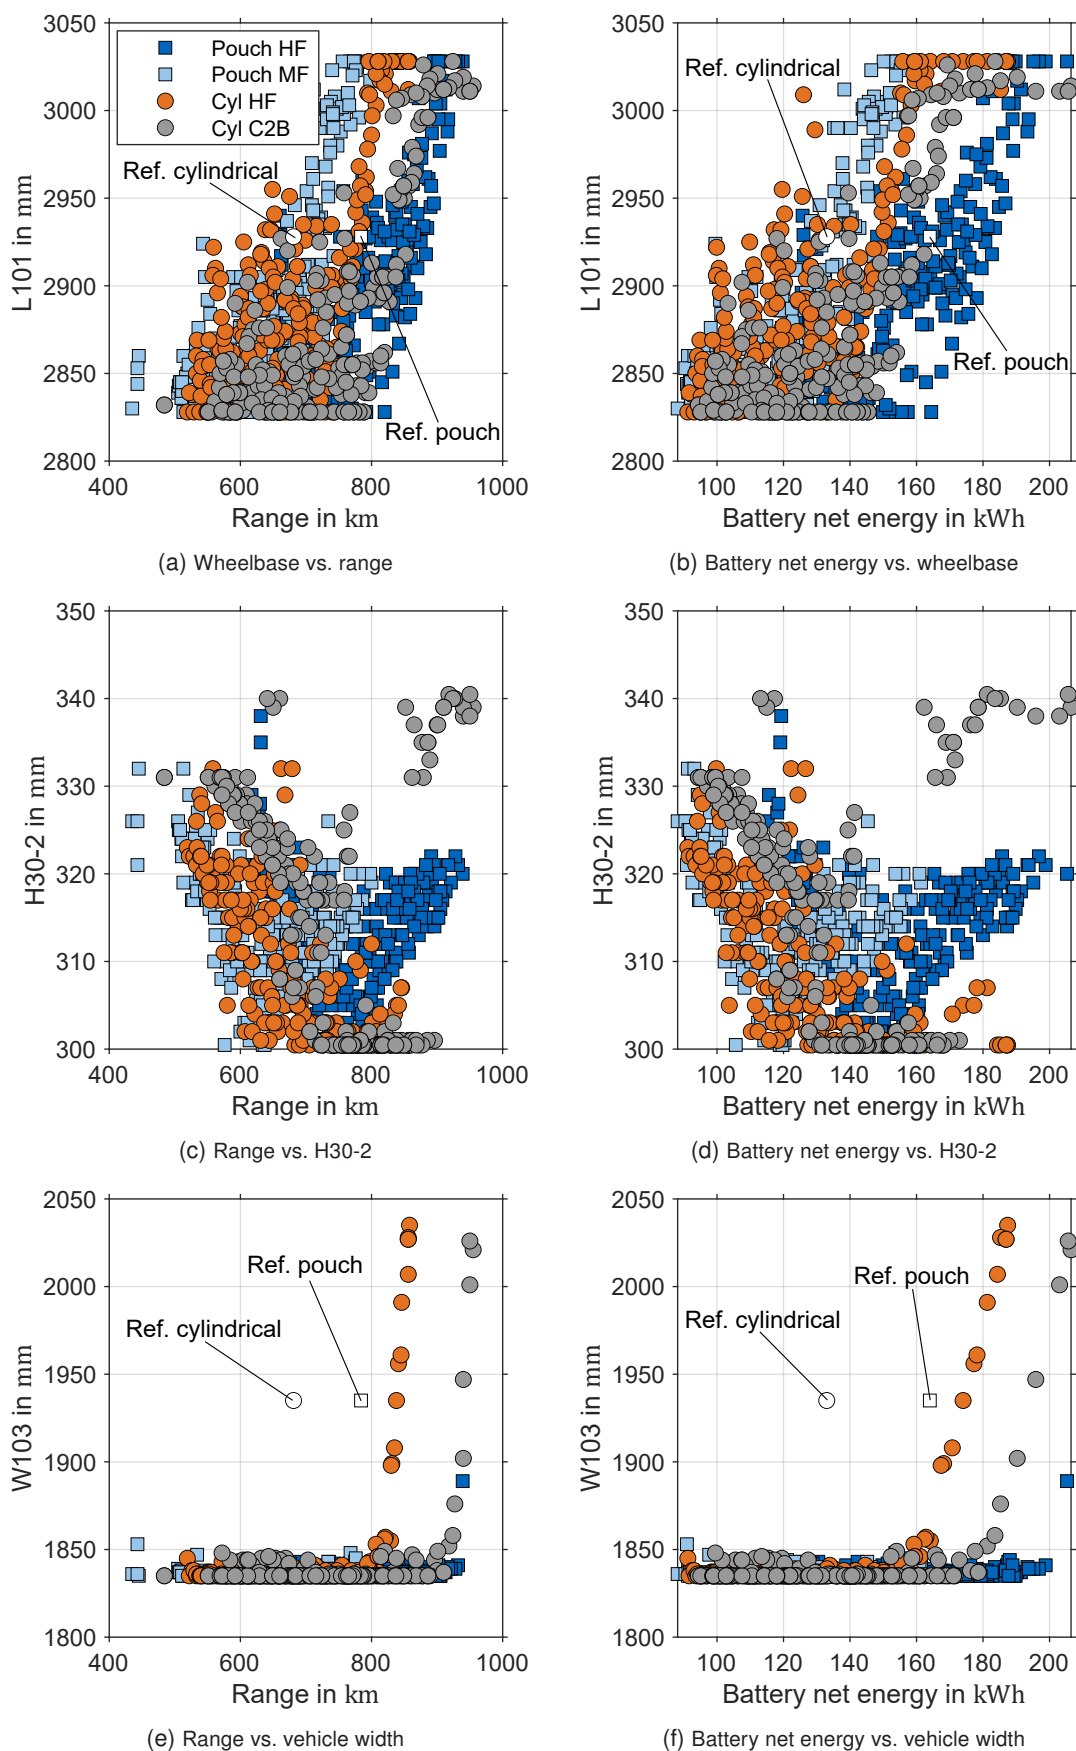 3050
3000
2950
2900
2850
2800
L101 in mm
Pouch HF
Pouch MF
Cyl HF
Cyl C2B
Ref. cylindrical
Ref. pouch
400 600 800 1000
Range in km
(a) Wheelbase vs. range
3050
3000
2950
2900
2850
2800
L101 in mm
Ref. cylindrical
Ref. pouch
100 120 140 160 180 200
Battery net energy in kWh
(b) Battery net energy vs. wheelbase
350
340
330
320
310
300
H30-2 in mm
400 600 800 1000
Range in km
(c) Range vs. H30-2
350
340
330
320
310
300
H30-2 in mm
100 120 140 160 180 200
Battery net energy in kWh
(d) Battery net energy vs. H30-2
2050
2000
1950
1900
1850
1800
W103 in mm
Ref. pouch
Ref. cylindrical
400 600 800 1000
Range in km
(e) Range vs. vehicle width
2050
2000
1950
1900
1850
1800
W103 in mm
Ref. pouch
Ref. cylindrical
100 120 140 160 180 200
Battery net energy in kWh
(f) Battery net energy vs. vehicle width